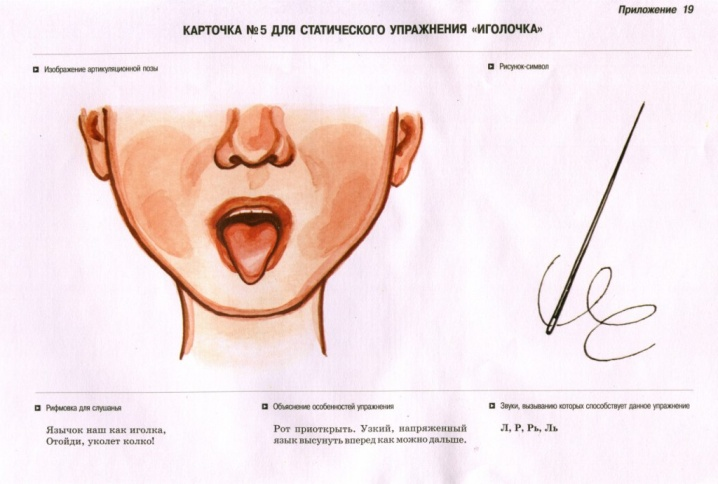 Приложение 19
КАРТОЧКА №5 ДЛЯ СТАТИЧЕСКОГО УПРАЖНЕНИЯ «ИГОЛОЧКА»
Изображение артикуляционной позы
Рисунок-символ
Рифмовка для слушанья
Язычок наш как иголка,
Отойди, уколет колко!
Объяснение особенностей упражнения
Рот приоткрыть. Узкий, напряженный
язык высунуть вперед как можно дальше.
Звуки, вызыванию которых способствует данное упражнение
Л, Р, Рь, Ль